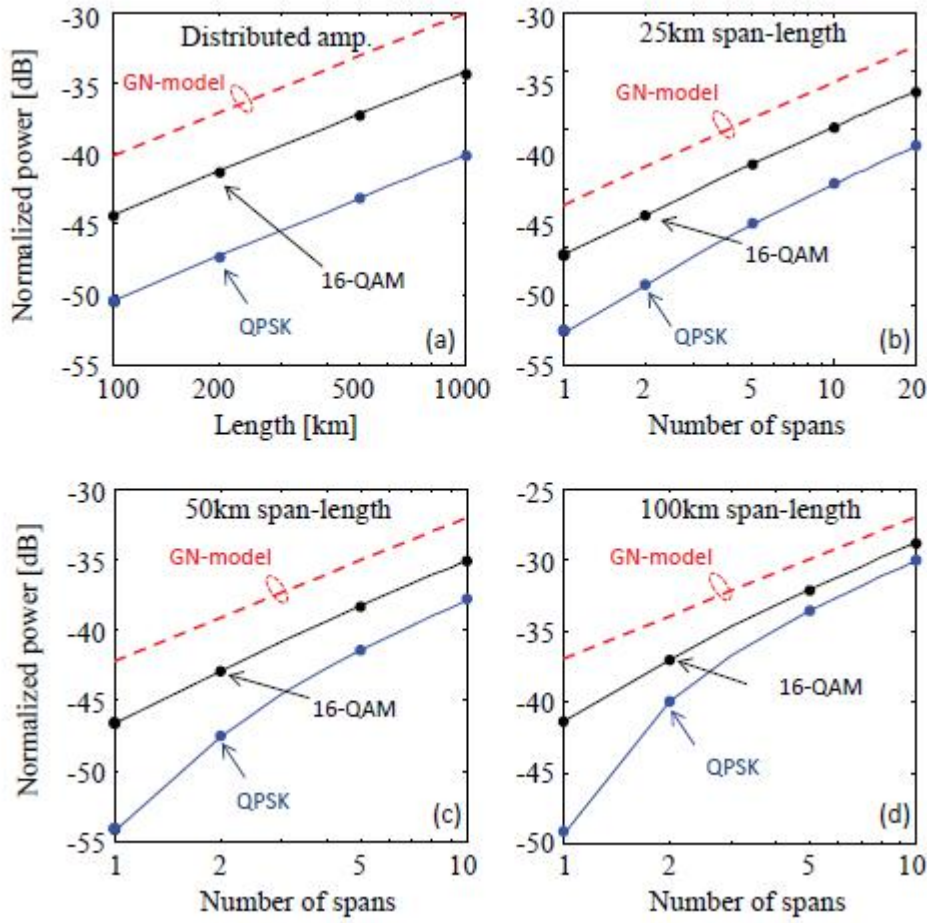 Normalized power [dB]
-30
-35
-40
-45
-50
-55
Distributed amp.
GN-model
16-QAM
QPSK
(a)
100
200
500
1000
Length [km]
-30
-35
-40
-45
-50
-55
25km span-length
GN-model
16-QAM
QPSK
(b)
1
2
5
10
20
Number of spans
Normalized power [dB]
-30
-35
-40
-45
-50
-55
50km span-length
GN-model
16-QAM
QPSK
(c)
1
2
5
10
Number of spans
-25
-30
-35
-40
-45
-50
100km span-length
GN-model
16-QAM
QPSK
(d)
1
2
5
10
Number of spans